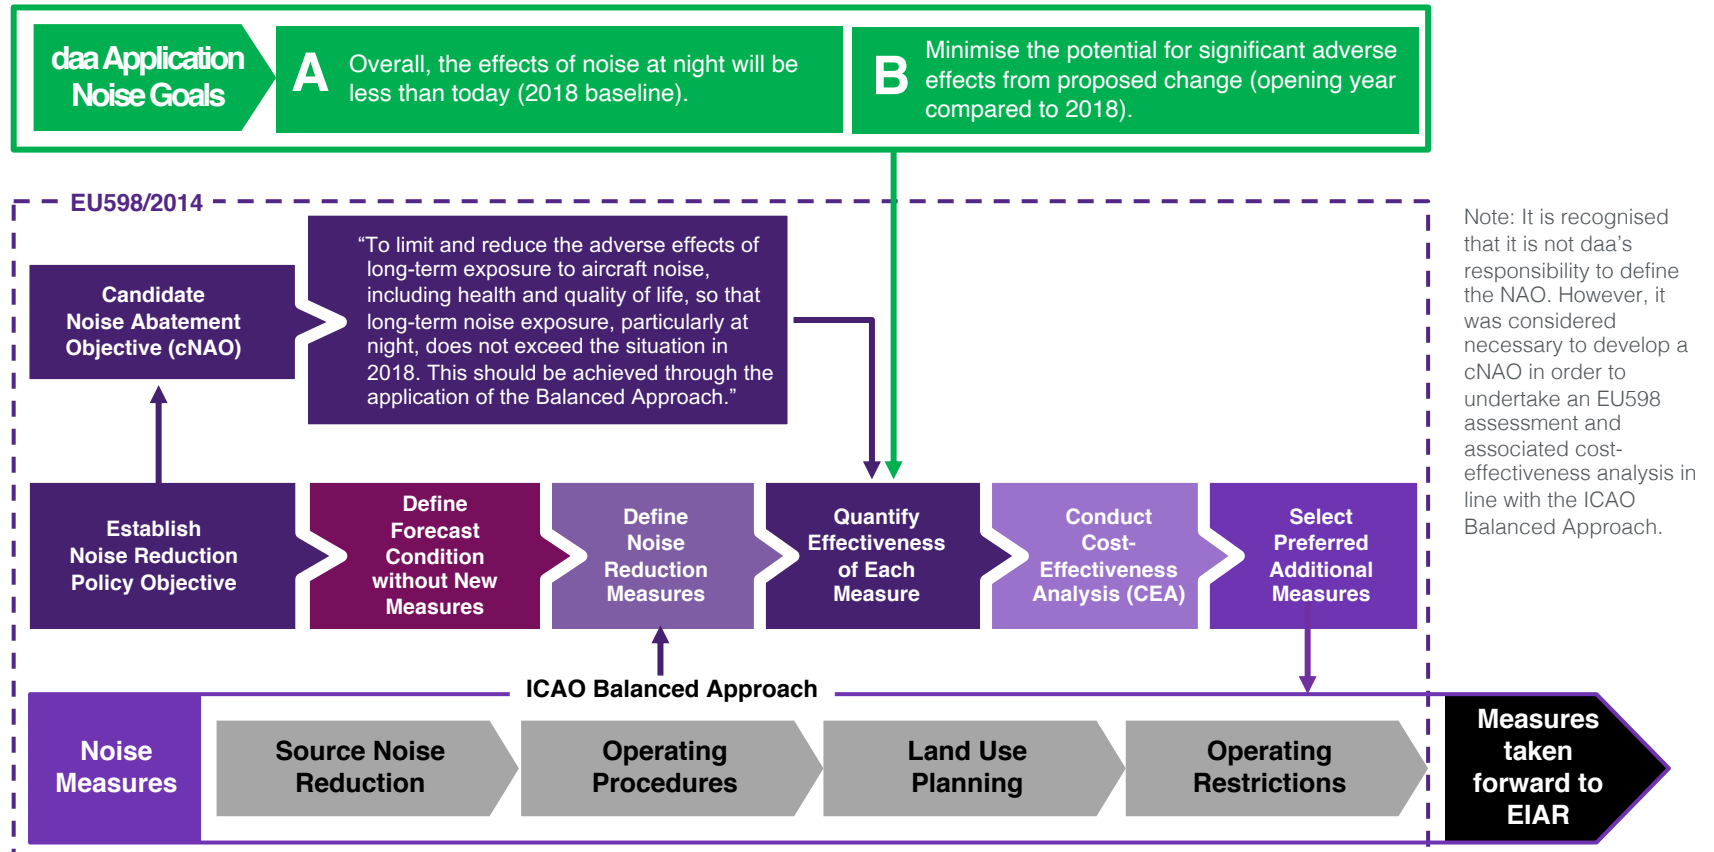 daa Application
Noise Goals
A
Overall, the effects of noise at night will be
less than today (2018 baseline).
B
Minimise the potential for significant adverse
effects from proposed change (opening year
compared to 2018).
EU598/2014
Candidate
Noise Abatement
Objective (cNAO)
“To limit and reduce the adverse effects of
long-term exposure to aircraft noise,
including health and quality of life, so that
long-term noise exposure, particularly at
night, does not exceed the situation in
2018. This should be achieved through the
application of the Balanced Approach.”
Note: It is recognised
that it is not daa’s
responsibility to define
the NAO. However, it
was considered
necessary to develop a
cNAO in order to
undertake an EU598
assessment and
associated cost-
effectiveness analysis in
line with the ICAO
Balanced Approach.
Establish
Noise Reduction
Policy Objective
Define
Forecast
Condition
without New
Measures
Define
Noise
Reduction
Measures
Quantify
Effectiveness
of Each
Measure
Conduct
Cost-
Effectiveness
Analysis (CEA)
Select
Preferred
Additional
Measures
ICAO Balanced Approach
Noise
Measures
Source Noise
Reduction
Operating
Procedures
Land Use
Planning
Operating
Restrictions
Measures
taken
forward to
EIAR